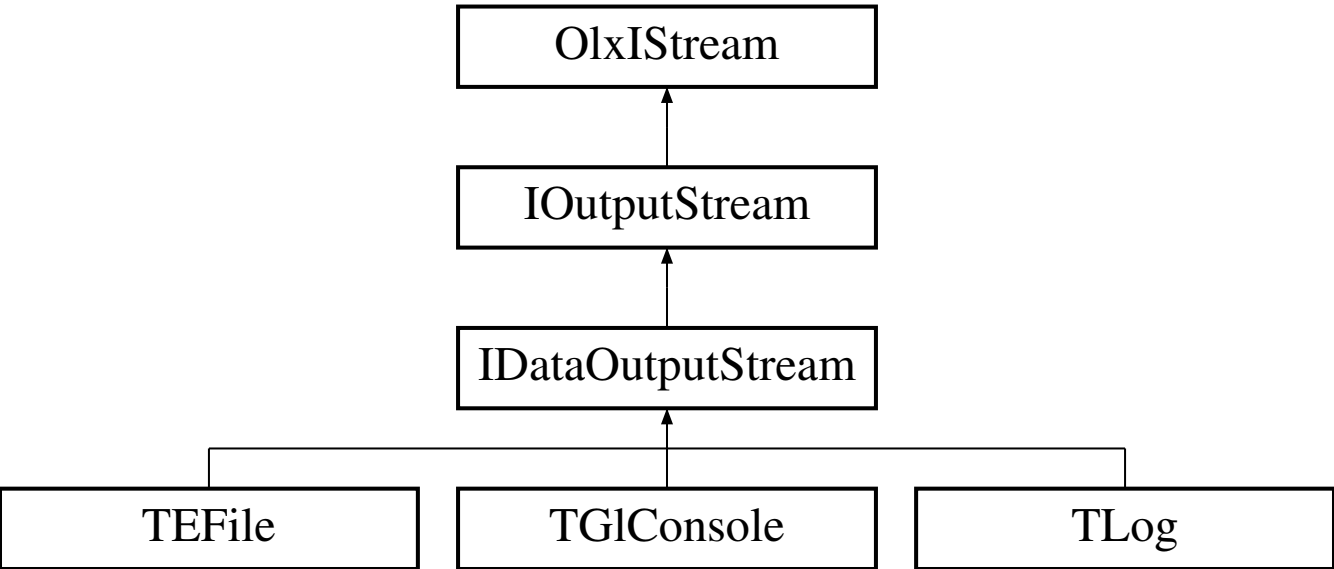 OlxIStream
IOutputStream
IDataOutputStream
TEFile
TGlConsole
TLog